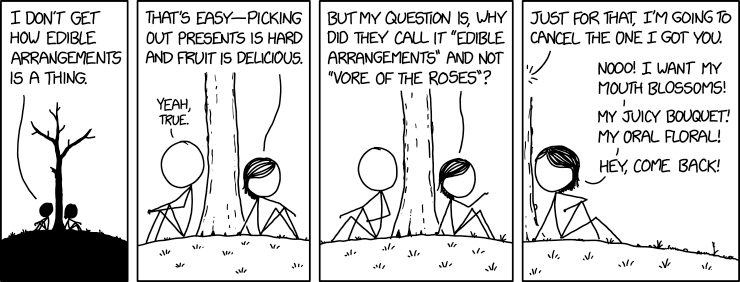 I DON'T GET
HOW EDIBLE
ARRANGEMENTS
IS A THING.
THAT'S EASY—PICKING
OUT PRESENTS IS HARD
AND FRUIT IS DELICIOUS.
YEAH,
TRUE.
BUT MY QUESTION IS, WHY
DID THEY CALL IT "EDIBLE
ARRANGEMENTS" AND NOT
"VORE OF THE ROSES"?
JUST FOR THAT, I'M GOING TO
CANCEL THE ONE I GOT YOU.
NOOO! I WANT MY
MOUTH BLOSSOMS!
MY JUICY BOUQUET!
MY ORAL FLORAL!
HEY, COME BACK!